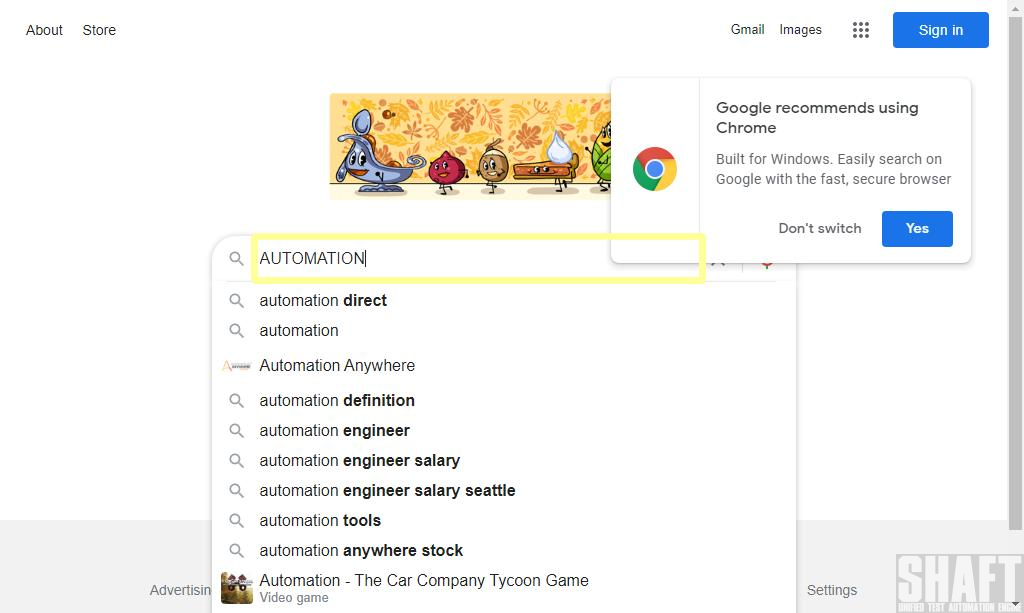 About Store Gmail Images Sign in
Google recommends using
Chrome
Built for Windows. Easily search on
Google with the fast, secure browser
Don't switch Yes
AUTOMATION
automation direct
automation
Automation Anywhere
automation definition
automation engineer
automation engineer salary
automation engineer salary seattle
automation tools
automation anywhere stock
Automation - The Car Company Tycoon Game
Video game
Advertisin Settings
SHAFT
UNIFIED TEST AUTOMATION